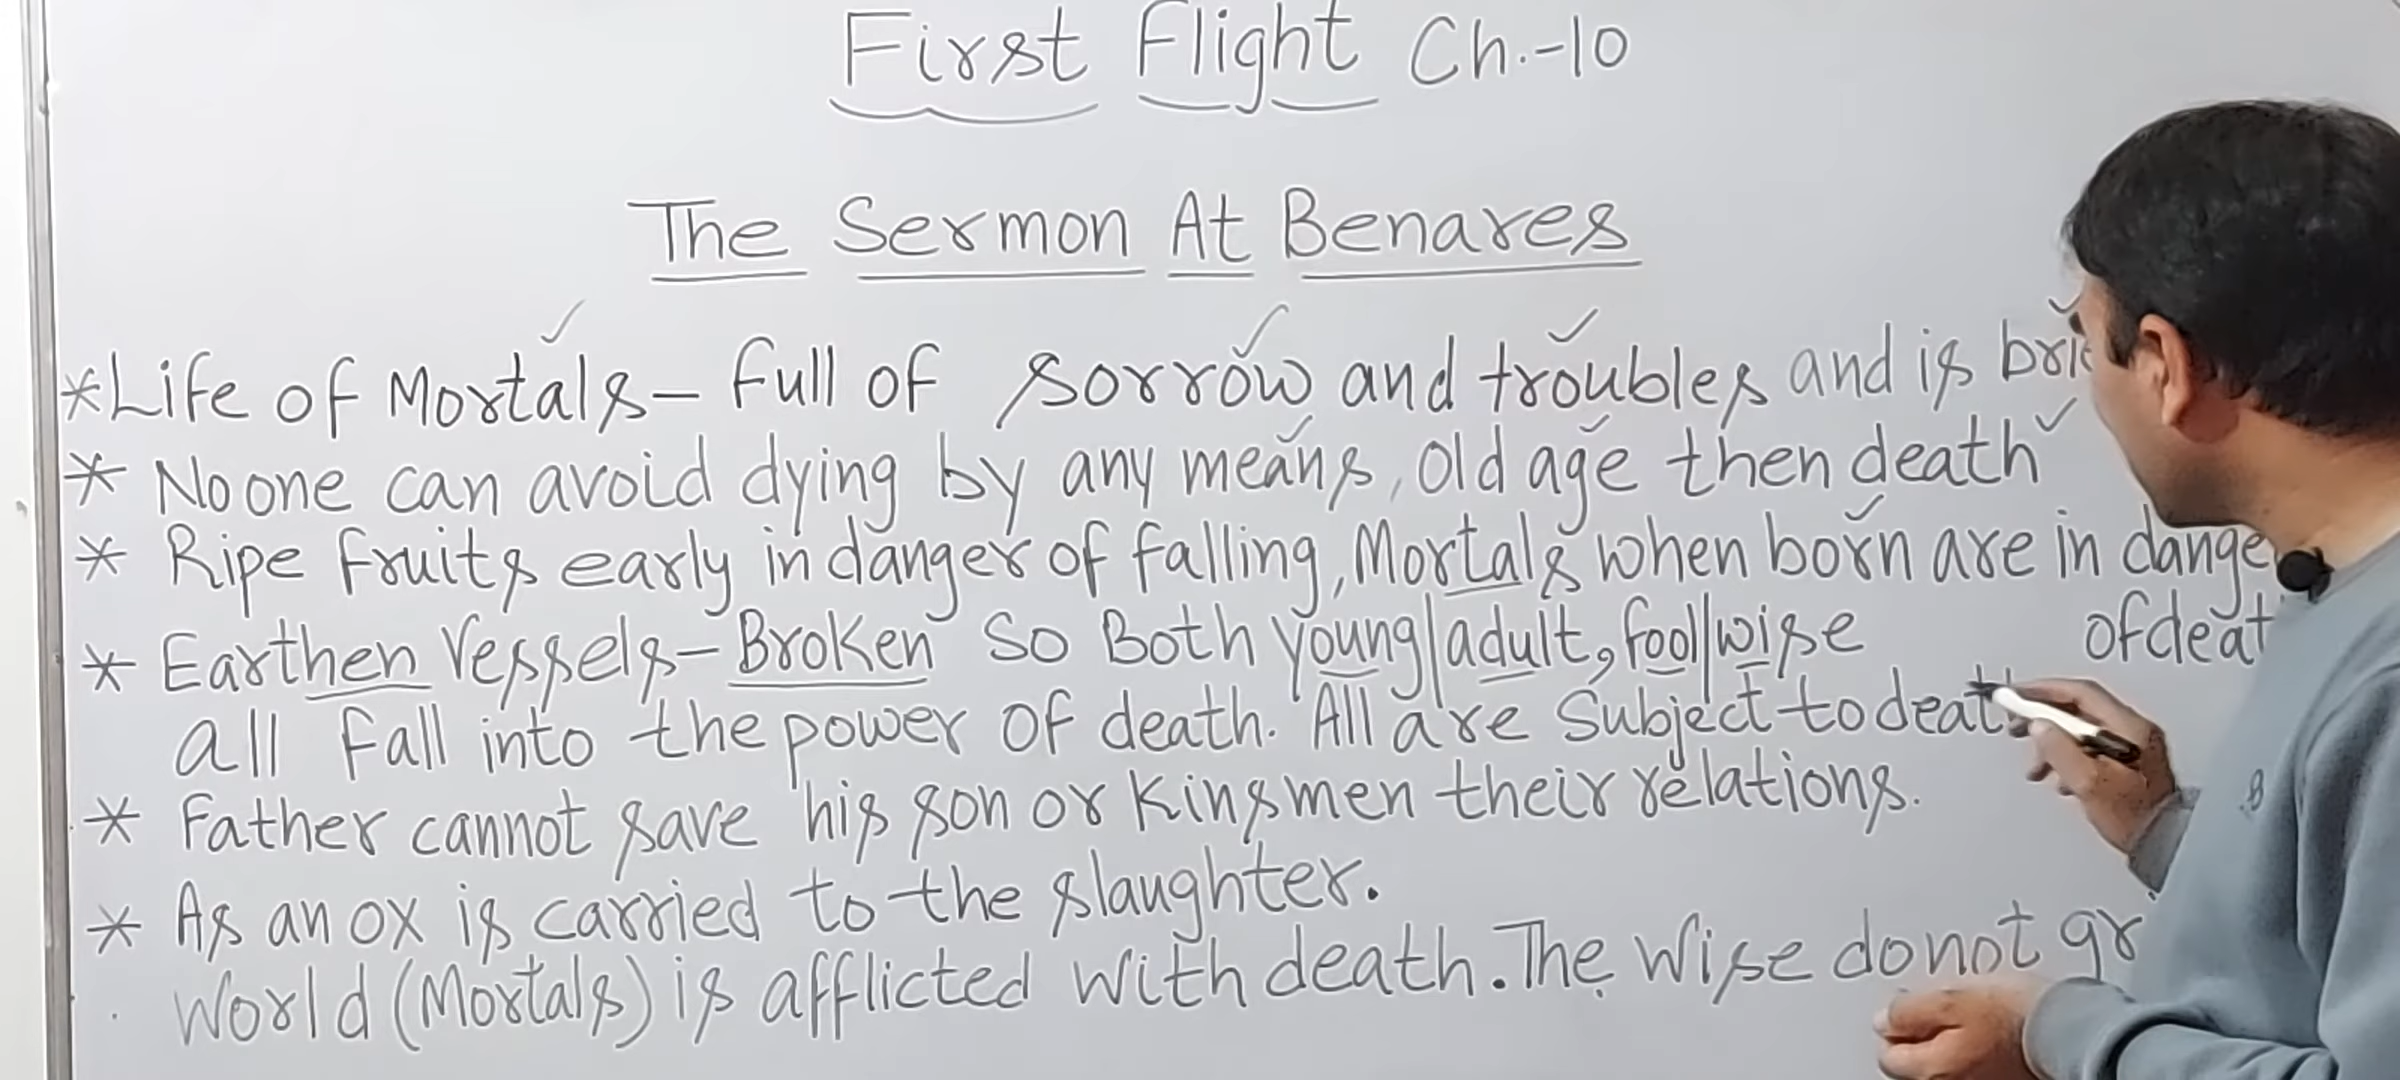 First Flight Ch.-10
The Sermon At Benares
*Life of Mortals - full of sorrow and troubles and is
* No one can avoid dying by any means, old age then death
* Ripe fruits early in danger of falling, Mortals when born are in dange
of deat
* Earthen Vessels - Broken So Both young|adult, fool|wise
all fall into the power of death. All are subject to deat
* Father cannot save his son or Kinsmen their relations.
* As an ox is carried to the slaughter.
World (Mortals) is afflicted with death. The Wise do not gr